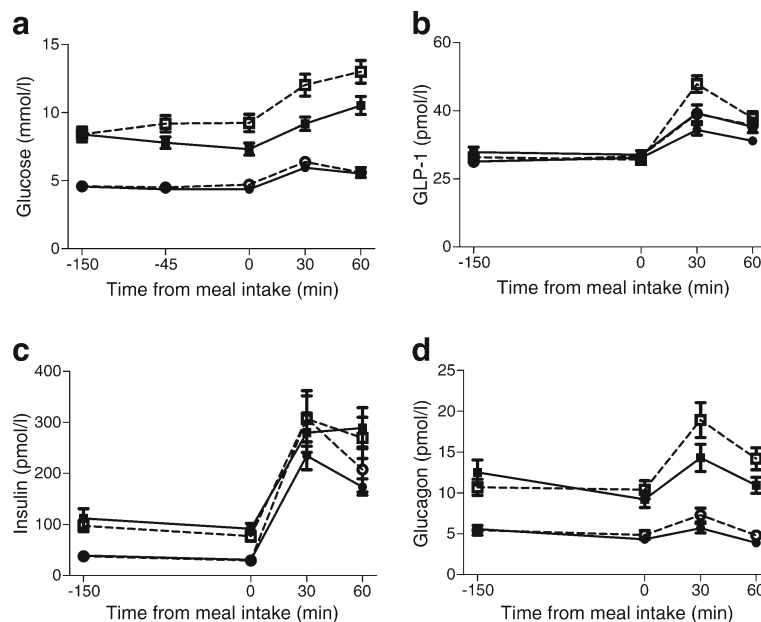 a
15
10
5
0
Glucose (mmol/l)
-150 -45 0 30 60
Time from meal intake (min)
b
60
40
25
0
GLP-1 (pmol/l)
-150 0 30 60
Time from meal intake (min)
c
400
300
200
100
0
Insulin (pmol/l)
-150 0 30 60
Time from meal intake (min)
d
25
20
15
10
5
0
Glucagon (pmol/l)
-150 0 30 60
Time from meal intake (min)